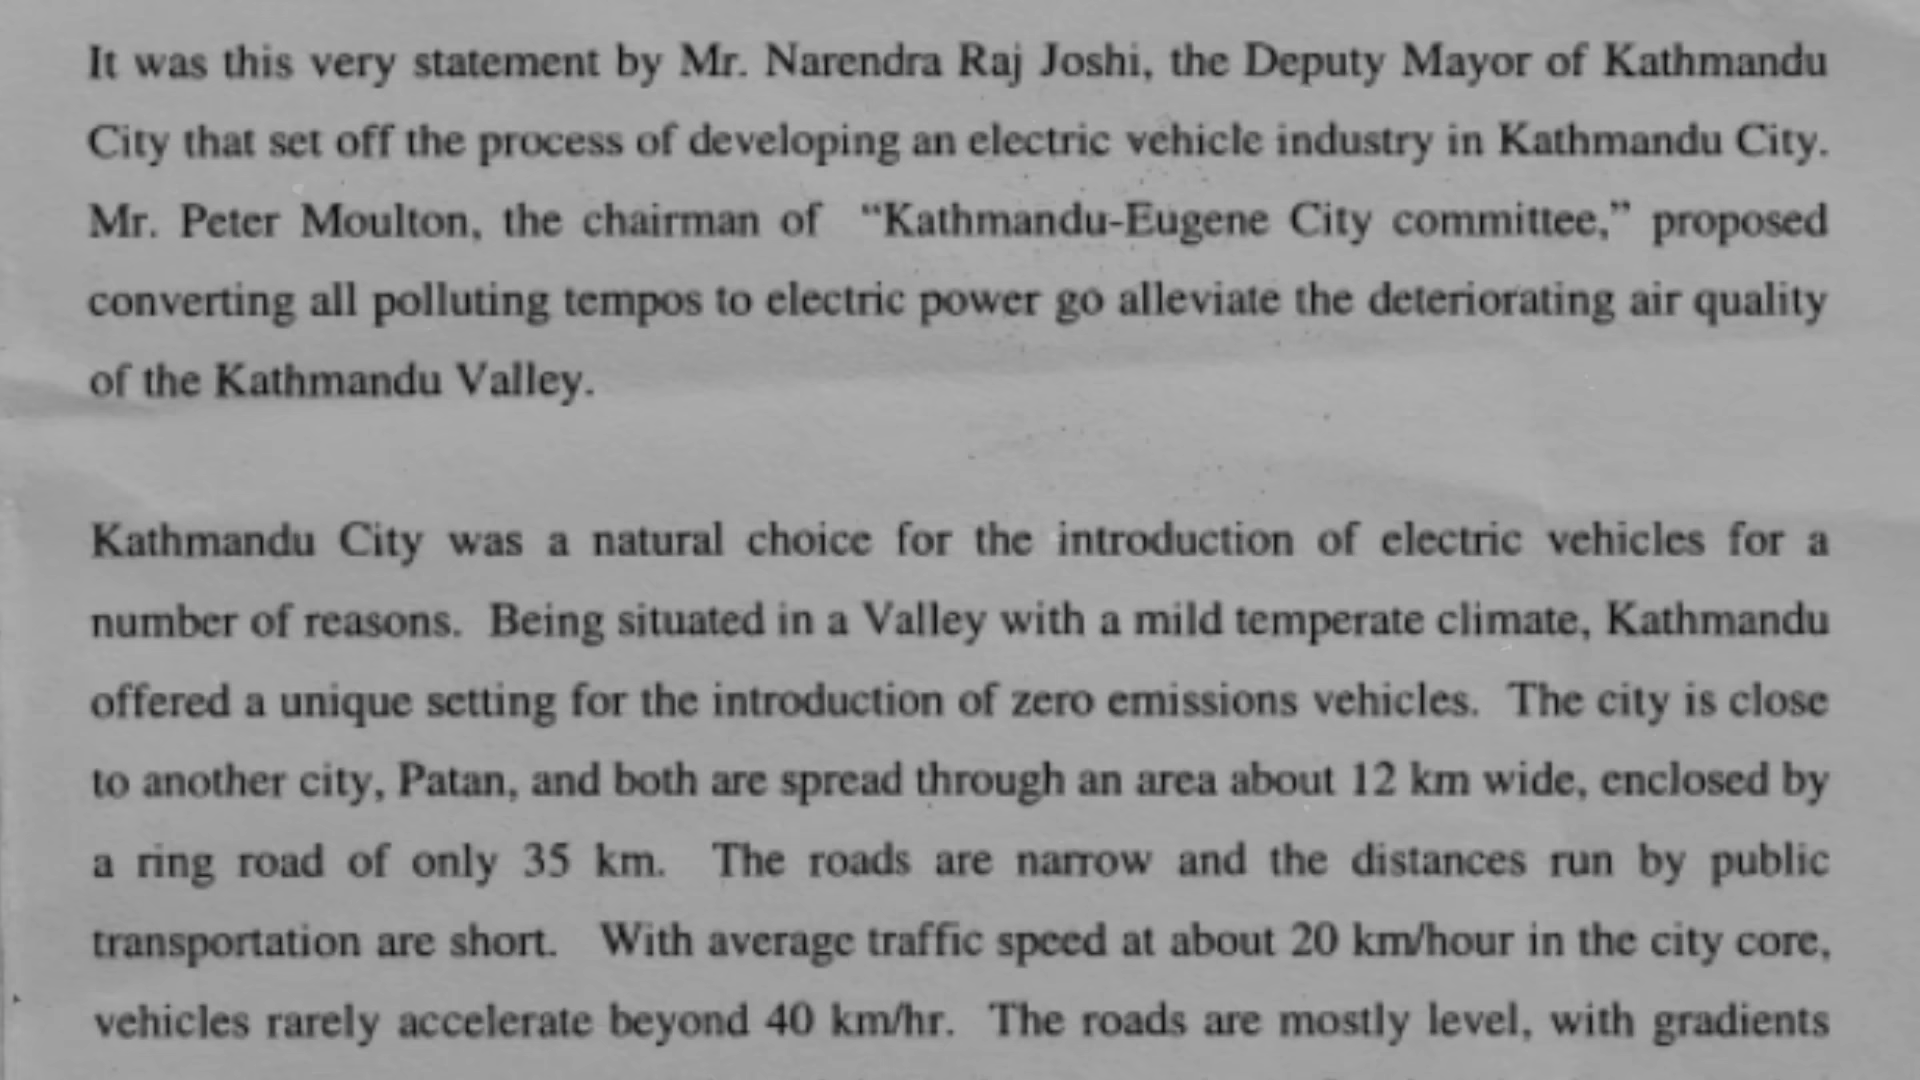 It was this very statement by Mr. Narendra Raj Joshi, the Deputy Mayor of Kathmandu
City that set off the process of developing an electric vehicle industry in Kathmandu City.
Mr. Peter Moulton, the chairman of “Kathmandu-Eugene City committee,” proposed
converting all polluting tempos to electric power go alleviate the deteriorating air quality
of the Kathmandu Valley.
Kathmandu City was a natural choice for the introduction of electric vehicles for a
number of reasons. Being situated in a Valley with a mild temperate climate, Kathmandu
offered a unique setting for the introduction of zero emissions vehicles. The city is close
to another city, Patan, and both are spread through an area about 12 km wide, enclosed by
a ring road of only 35 km. The roads are narrow and the distances run by public
transportation are short. With average traffic speed at about 20 km/hour in the city core,
vehicles rarely accelerate beyond 40 km/hr. The roads are mostly level, with gradients